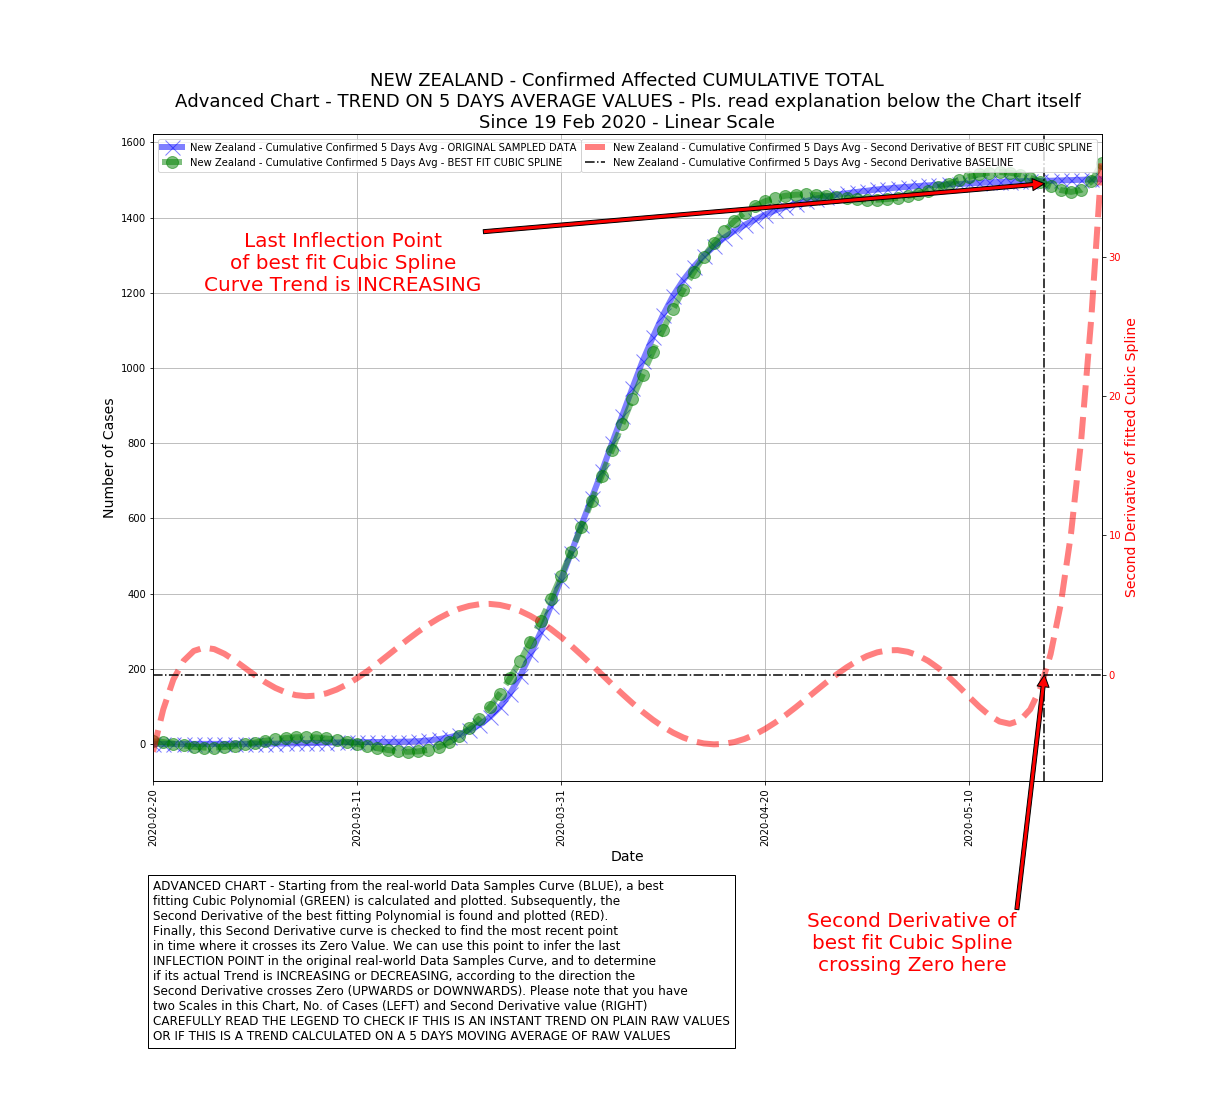 NEW ZEALAND - Confirmed Affected CUMULATIVE TOTAL
Advanced Chart - TREND ON 5 DAYS AVERAGE VALUES - Pls. read explanation below the Chart itself
Since 19 Feb 2020 - Linear Scale
New Zealand - Cumulative Confirmed 5 Days Avg - ORIGINAL SAMPLED DATA
New Zealand - Cumulative Confirmed 5 Days Avg - BEST FIT CUBIC SPLINE
New Zealand - Cumulative Confirmed 5 Days Avg - Second Derivative of BEST FIT CUBIC SPLINE
New Zealand - Cumulative Confirmed 5 Days Avg - Second Derivative BASELINE
Last Inflection Point
of best fit Cubic Spline
Curve Trend is INCREASING
Number of Cases
1600
1400
1200
1000
800
600
400
200
0
30
20
10
0
Second Derivative of fitted Cubic Spline
2020-02-20
2020-03-11
2020-03-31
2020-04-20
2020-05-10
Date
ADVANCED CHART - Starting from the real-world Data Samples Curve (BLUE), a best
fitting Cubic Polynomial (GREEN) is calculated and plotted. Subsequently, the
Second Derivative of the best fitting Polynomial is found and plotted (RED).
Finally, this Second Derivative curve is checked to find the most recent point
in time where it crosses its Zero Value. We can use this point to infer the last
INFLECTION POINT in the original real-world Data Samples Curve, and to determine
if its actual Trend is INCREASING or DECREASING, according to the direction the
Second Derivative crosses Zero (UPWARDS or DOWNWARDS). Please note that you have
two Scales in this Chart, No. of Cases (LEFT) and Second Derivative value (RIGHT)
CAREFULLY READ THE LEGEND TO CHECK IF THIS IS AN INSTANT TREND ON PLAIN RAW VALUES
OR IF THIS IS A TREND CALCULATED ON A 5 DAYS MOVING AVERAGE OF RAW VALUES
Second Derivative of
best fit Cubic Spline
crossing Zero here